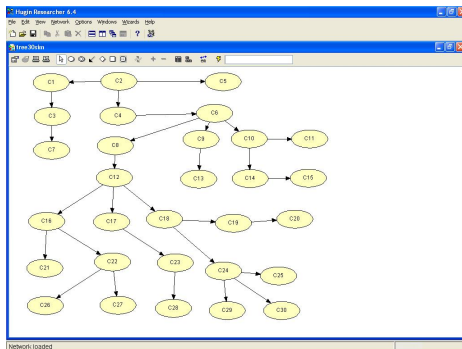 Hugin Researcher 6.4
File Edit View Network Options Windows Wizards Help
tree30sim
C1 C2 C5
C3 C4 C6
C7 C8 C9 C10 C11
C12 C13 C14 C15
C16 C17 C18 C19 C20
C21 C22 C23 C24 C25
C26 C27 C28 C29 C30
Network loaded